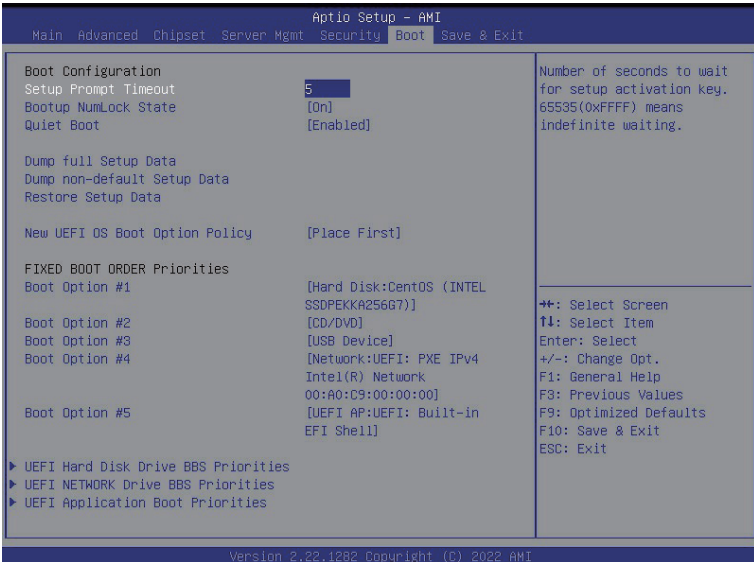 Aptio Setup – AMI
Main Advanced Chipset Server Mgmt Security Boot Save & Exit
Boot Configuration
Setup Prompt Timeout 5
Bootup NumLock State [On]
Quiet Boot [Enabled]
Dump full Setup Data
Dump non-default Setup Data
Restore Setup Data
New UEFI OS Boot Option Policy [Place First]
FIXED BOOT ORDER Priorities
Boot Option #1 [Hard Disk:CentOS (INTEL
SSDPEKKA256G7)]
Boot Option #2 [CD/DVD]
Boot Option #3 [USB Device]
Boot Option #4 [Network:UEFI: PXE IPv4
Intel(R) Network
00:A0:C9:00:00:00]
Boot Option #5 [UEFI AP:UEFI: Built-in
EFI Shell]
UEFI Hard Disk Drive BBS Priorities
UEFI NETWORK Drive BBS Priorities
UEFI Application Boot Priorities
Number of seconds to wait
for setup activation key.
65535(0xFFFF) means
indefinite waiting.
→←: Select Screen
↑↓: Select Item
Enter: Select
+/-: Change Opt.
F1: General Help
F3: Previous Values
F9: Optimized Defaults
F10: Save & Exit
ESC: Exit
Version 2.22.1282 Copyright (C) 2022 AMI